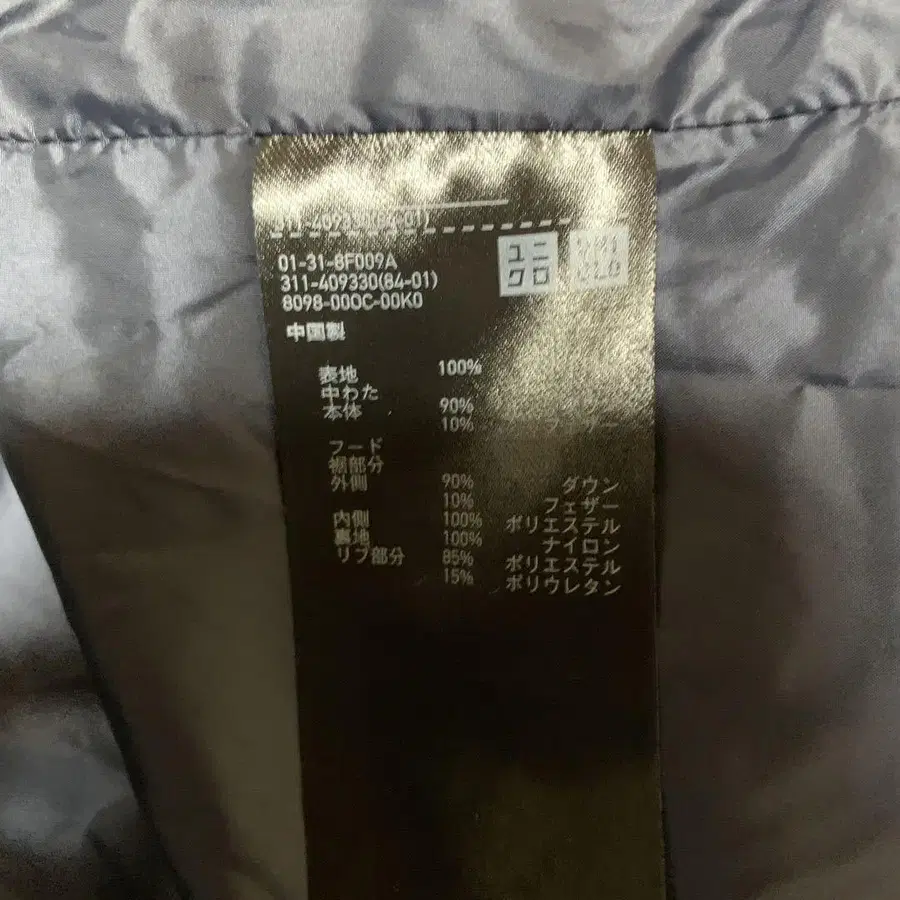 ユニ
クロ
01-31-8F009A
311-409330(84-01)
8098-000C-00K0
中国製
表地 100%
中わた
本体 90%
10% フェザー
フード
裾部分
外側 90% ダウン
10% フェザー
内側 100% ポリエステル
裏地 100% ナイロン
リブ部分 85% ポリエステル
15% ポリウレタン